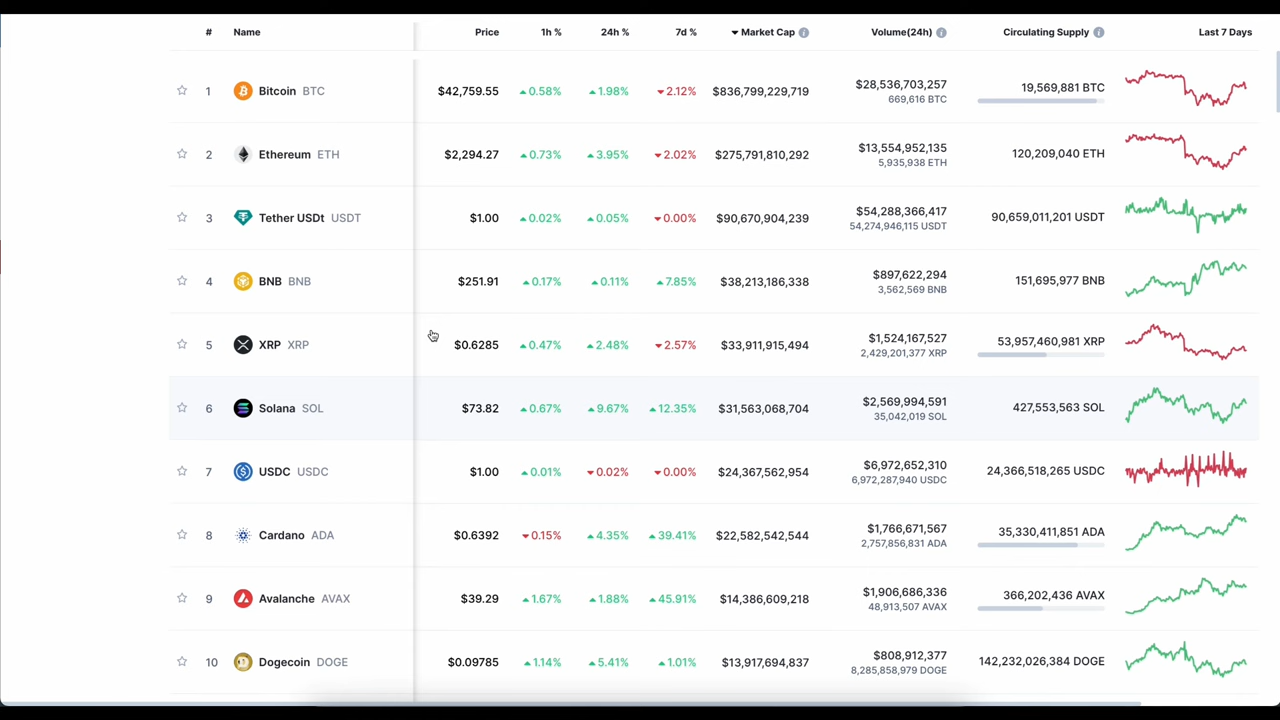 # Name Price 1h % 24h % 7d % Market Cap Volume(24h) Circulating Supply Last 7 Days
1 Bitcoin BTC $42,759.55 0.58% 1.98% 2.12% $836,799,229,719 $28,536,703,257 19,569,881 BTC
669,616 BTC
2 Ethereum ETH $2,294.27 0.73% 3.95% 2.02% $275,791,810,292 $13,554,952,135 120,209,040 ETH
5,935,938 ETH
3 Tether USDt USDT $1.00 0.02% 0.05% 0.00% $90,670,904,239 $54,288,366,417 90,659,011,201 USDT
54,274,946,115 USDT
4 BNB BNB $251.91 0.17% 0.11% 7.85% $38,213,186,338 $897,622,294 151,695,977 BNB
3,562,569 BNB
5 XRP XRP $0.6285 0.47% 2.48% 2.57% $33,911,915,494 $1,524,167,527 53,957,460,981 XRP
2,429,201,377 XRP
6 Solana SOL $73.82 0.67% 9.67% 12.35% $31,563,068,704 $2,569,994,591 427,553,563 SOL
35,042,019 SOL
7 USDC USDC $1.00 0.01% 0.02% 0.00% $24,367,562,954 $6,972,652,310 24,366,518,265 USDC
6,972,287,940 USDC
8 Cardano ADA $0.6392 0.15% 4.35% 39.41% $22,582,542,544 $1,766,671,567 35,330,411,851 ADA
2,757,856,831 ADA
9 Avalanche AVAX $39.29 1.67% 1.88% 45.91% $14,386,609,218 $1,906,686,336 366,202,436 AVAX
48,913,507 AVAX
10 Dogecoin DOGE $0.09785 1.14% 5.41% 1.01% $13,917,694,837 $808,912,377 142,232,026,384 DOGE
8,285,858,979 DOGE